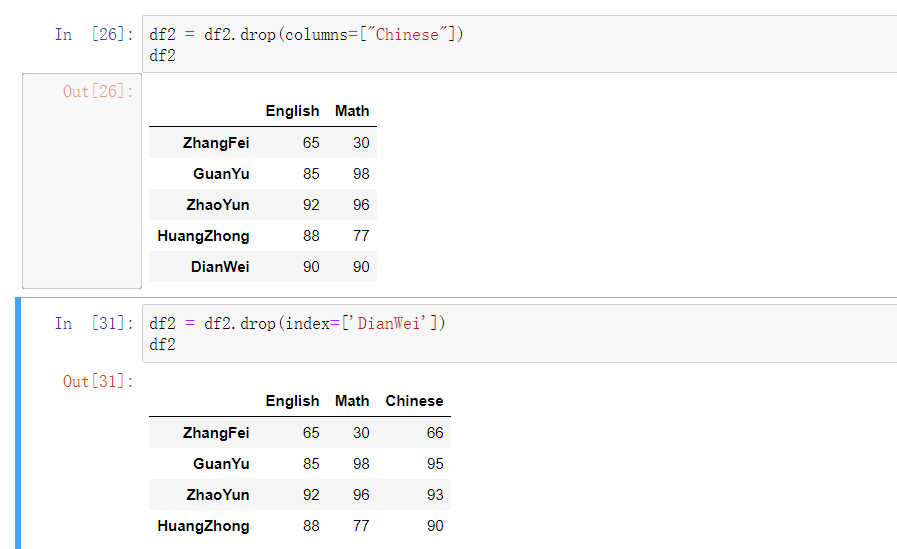 In [26]: df2 = df2.drop(columns=["Chinese"])
df2
Out[26]:
English Math
ZhangFei 65 30
GuanYu 85 98
ZhaoYun 92 96
HuangZhong 88 77
DianWei 90 90
In [31]: df2 = df2.drop(index=['DianWei'])
df2
Out[31]:
English Math Chinese
ZhangFei 65 30 66
GuanYu 85 98 95
ZhaoYun 92 96 93
HuangZhong 88 77 90